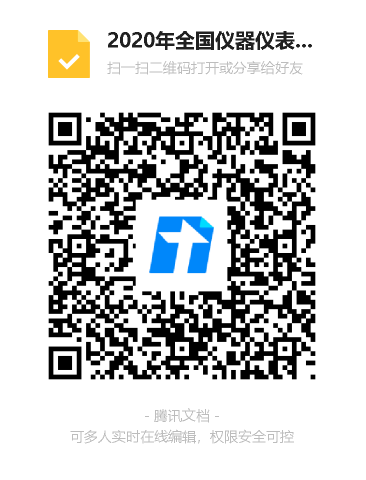 2020年全国仪器仪表...
扫一扫二维码打开或分享给好友
- 腾讯文档 -
可多人实时在线编辑，权限安全可控